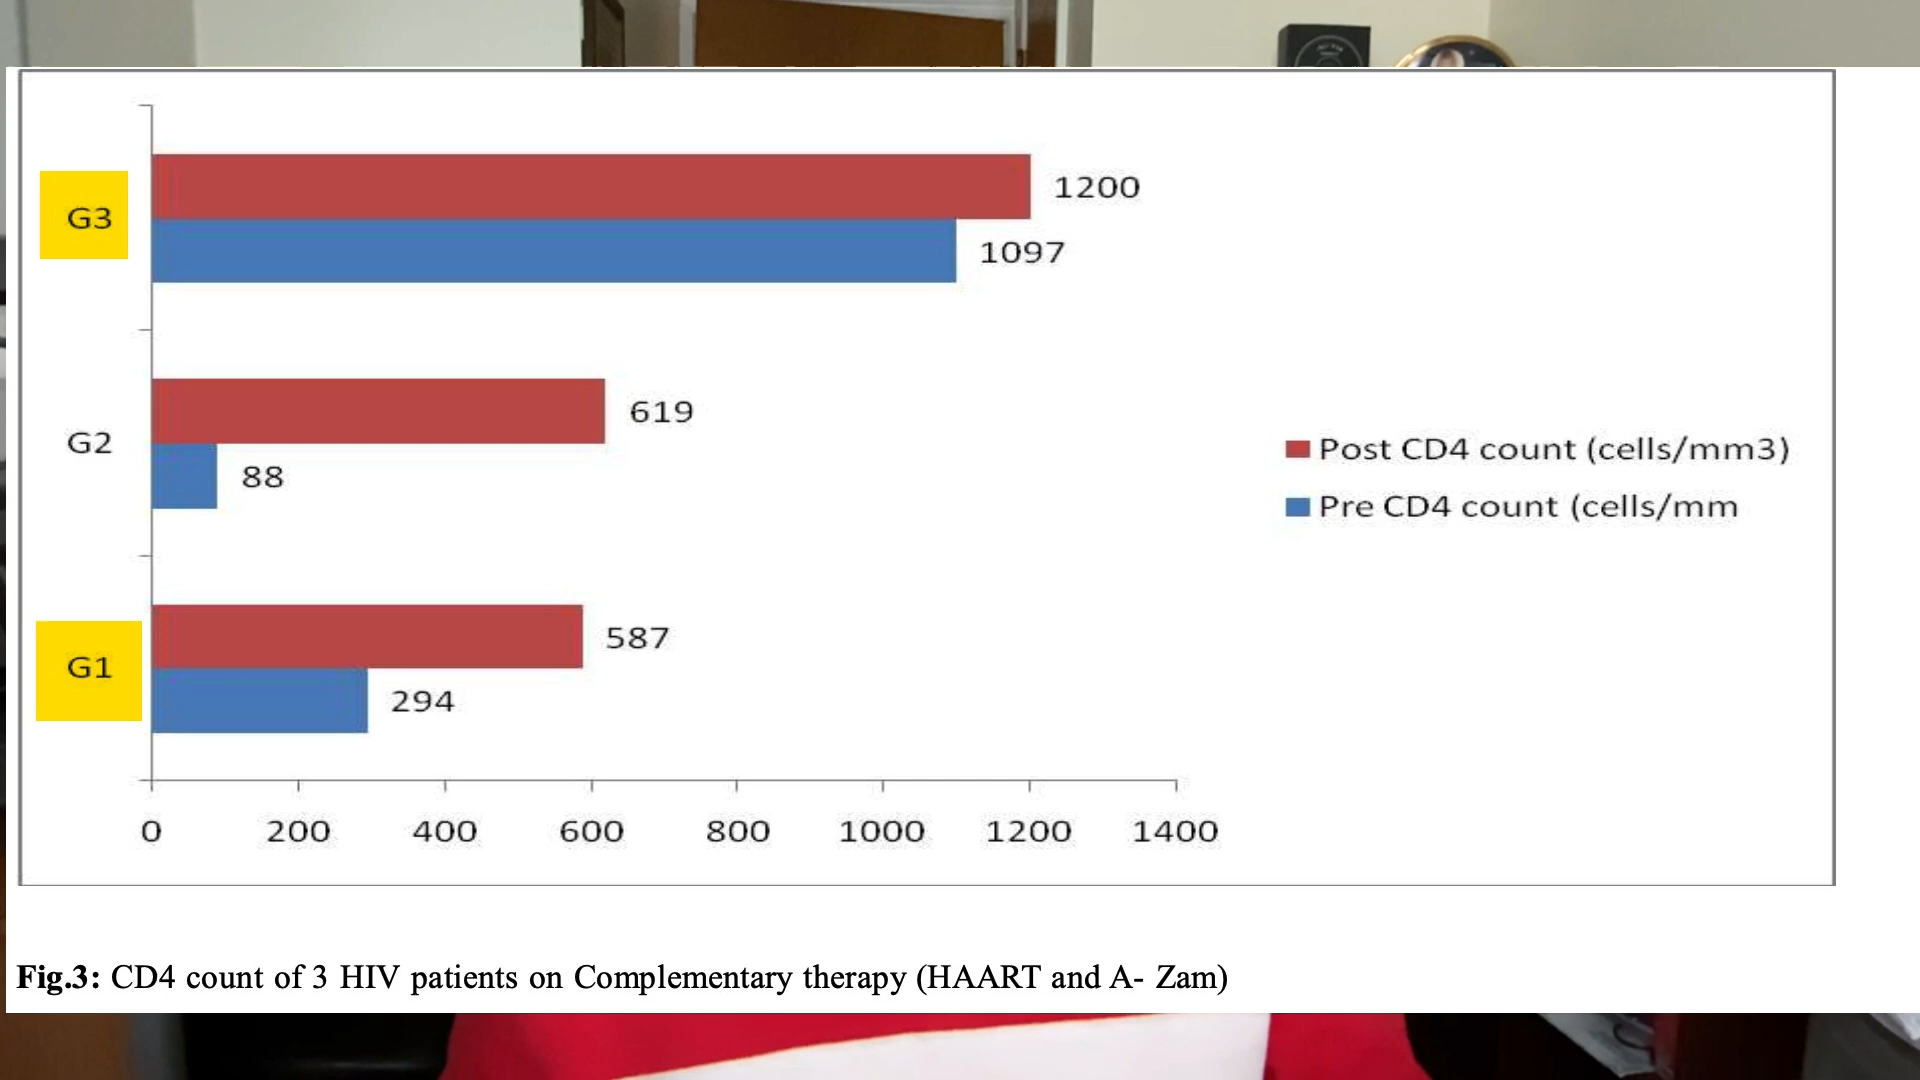 G3
1200
1097
G2
619
88
G1
587
294
Post CD4 count (cells/mm3)
Pre CD4 count (cells/mm
0 200 400 600 800 1000 1200 1400
Fig.3: CD4 count of 3 HIV patients on Complementary therapy (HAART and A- Zam)